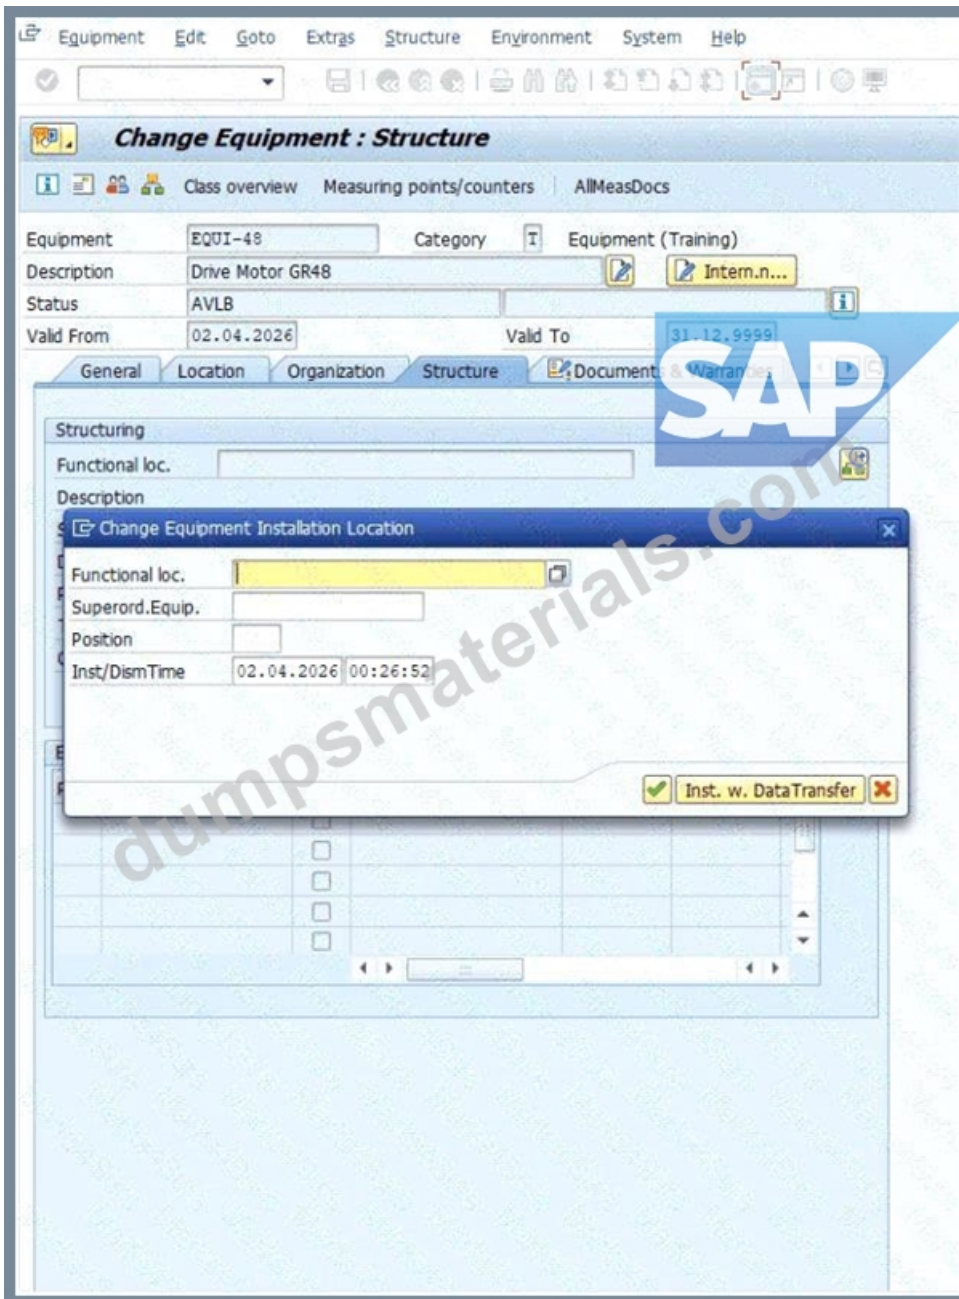 Equipment Edit Goto Extras Structure Environment System Help
Change Equipment : Structure
Class overview Measuring points/counters AllMeasDocs
Equipment EQUI-48 Category T Equipment (Training)
Description Drive Motor GR48 Intern.n...
Status AVLB
Valid From 02.04.2026 Valid To 31.12.9999
General Location Organization Structure Documents & Warranties
SAP
Structuring
Functional loc.
Description
Change Equipment Installation Location
Functional loc.
Superord.Equip.
Position
Inst/DismTime 02.04.2026 00:26:52
Inst. w. DataTransfer
dumpsmaterials.com